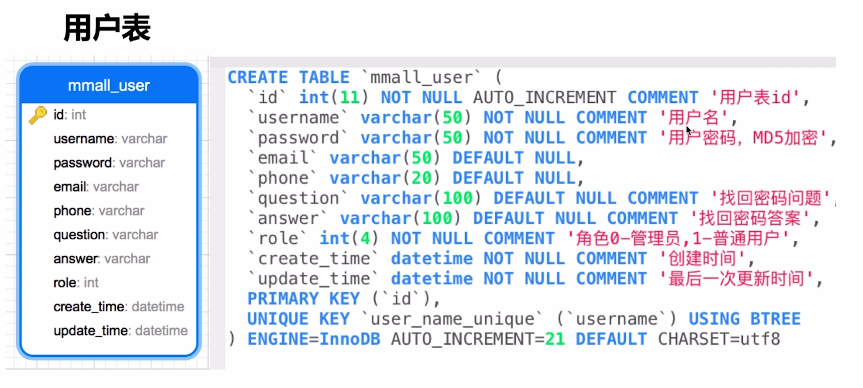 用户表
mmall_user
id: int
username: varchar
password: varchar
email: varchar
phone: varchar
question: varchar
answer: varchar
role: int
create_time: datetime
update_time: datetime
CREATE TABLE `mmall_user` (
`id` int(11) NOT NULL AUTO_INCREMENT COMMENT '用户表id',
`username` varchar(50) NOT NULL COMMENT '用户名',
`password` varchar(50) NOT NULL COMMENT '用户密码，MD5加密',
`email` varchar(50) DEFAULT NULL,
`phone` varchar(20) DEFAULT NULL,
`question` varchar(100) DEFAULT NULL COMMENT '找回密码问题',
`answer` varchar(100) DEFAULT NULL COMMENT '找回密码答案',
`role` int(4) NOT NULL COMMENT '角色0-管理员,1-普通用户',
`create_time` datetime NOT NULL COMMENT '创建时间',
`update_time` datetime NOT NULL COMMENT '最后一次更新时间',
PRIMARY KEY (`id`),
UNIQUE KEY `user_name_unique` (`username`) USING BTREE
) ENGINE=InnoDB AUTO_INCREMENT=21 DEFAULT CHARSET=utf8